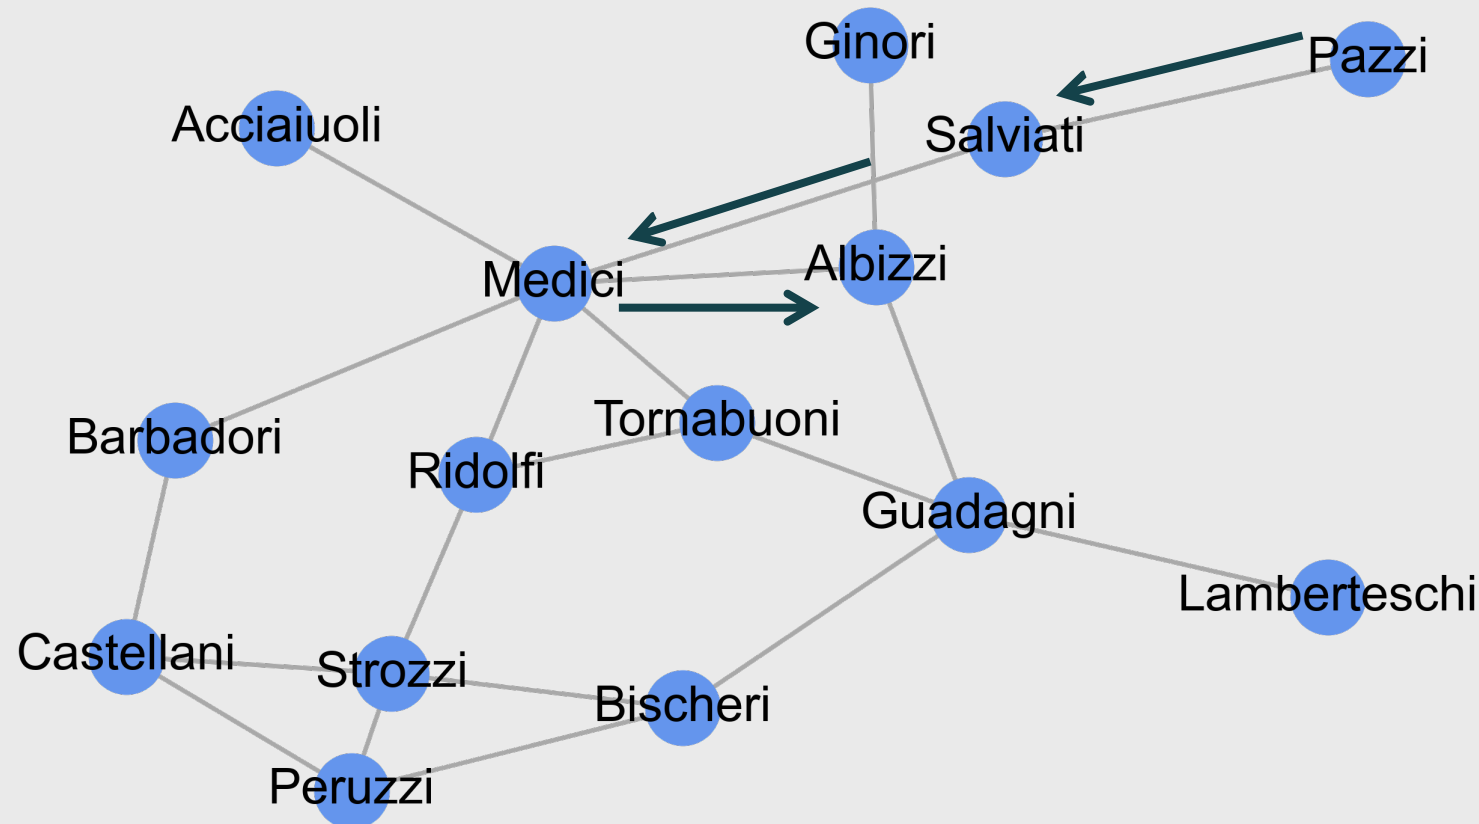 Ginori
Pazzi
Acciaiuoli
Salviati
Medici
Albizzi
Barbadori
Ridolfi
Tornabuoni
Guadagni
Lamberteschi
Castellani
Strozzi
Bischeri
Peruzzi